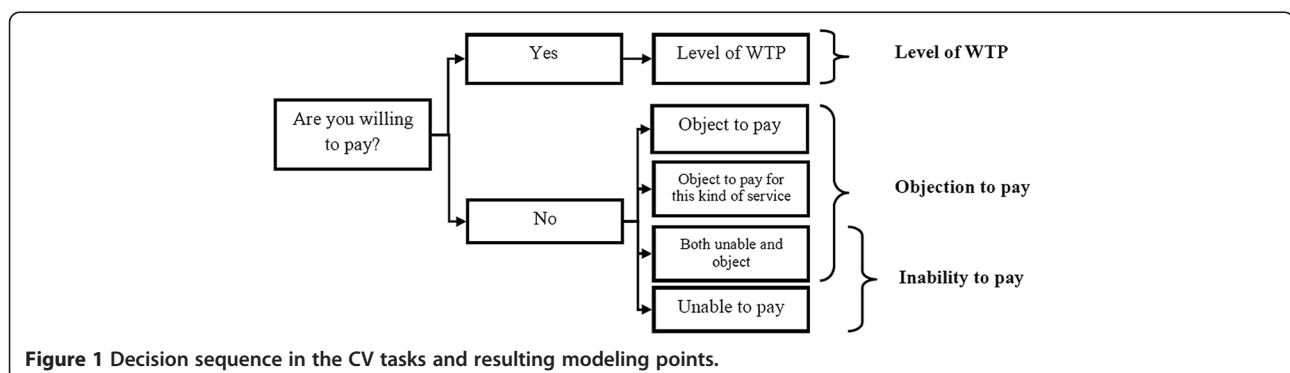 Are you willing
to pay?
Yes
Level of WTP
Level of WTP
No
Object to pay
Object to pay for
this kind of service
Both unable and
object
Unable to pay
Objection to pay
Inability to pay
Figure 1 Decision sequence in the CV tasks and resulting modeling points.